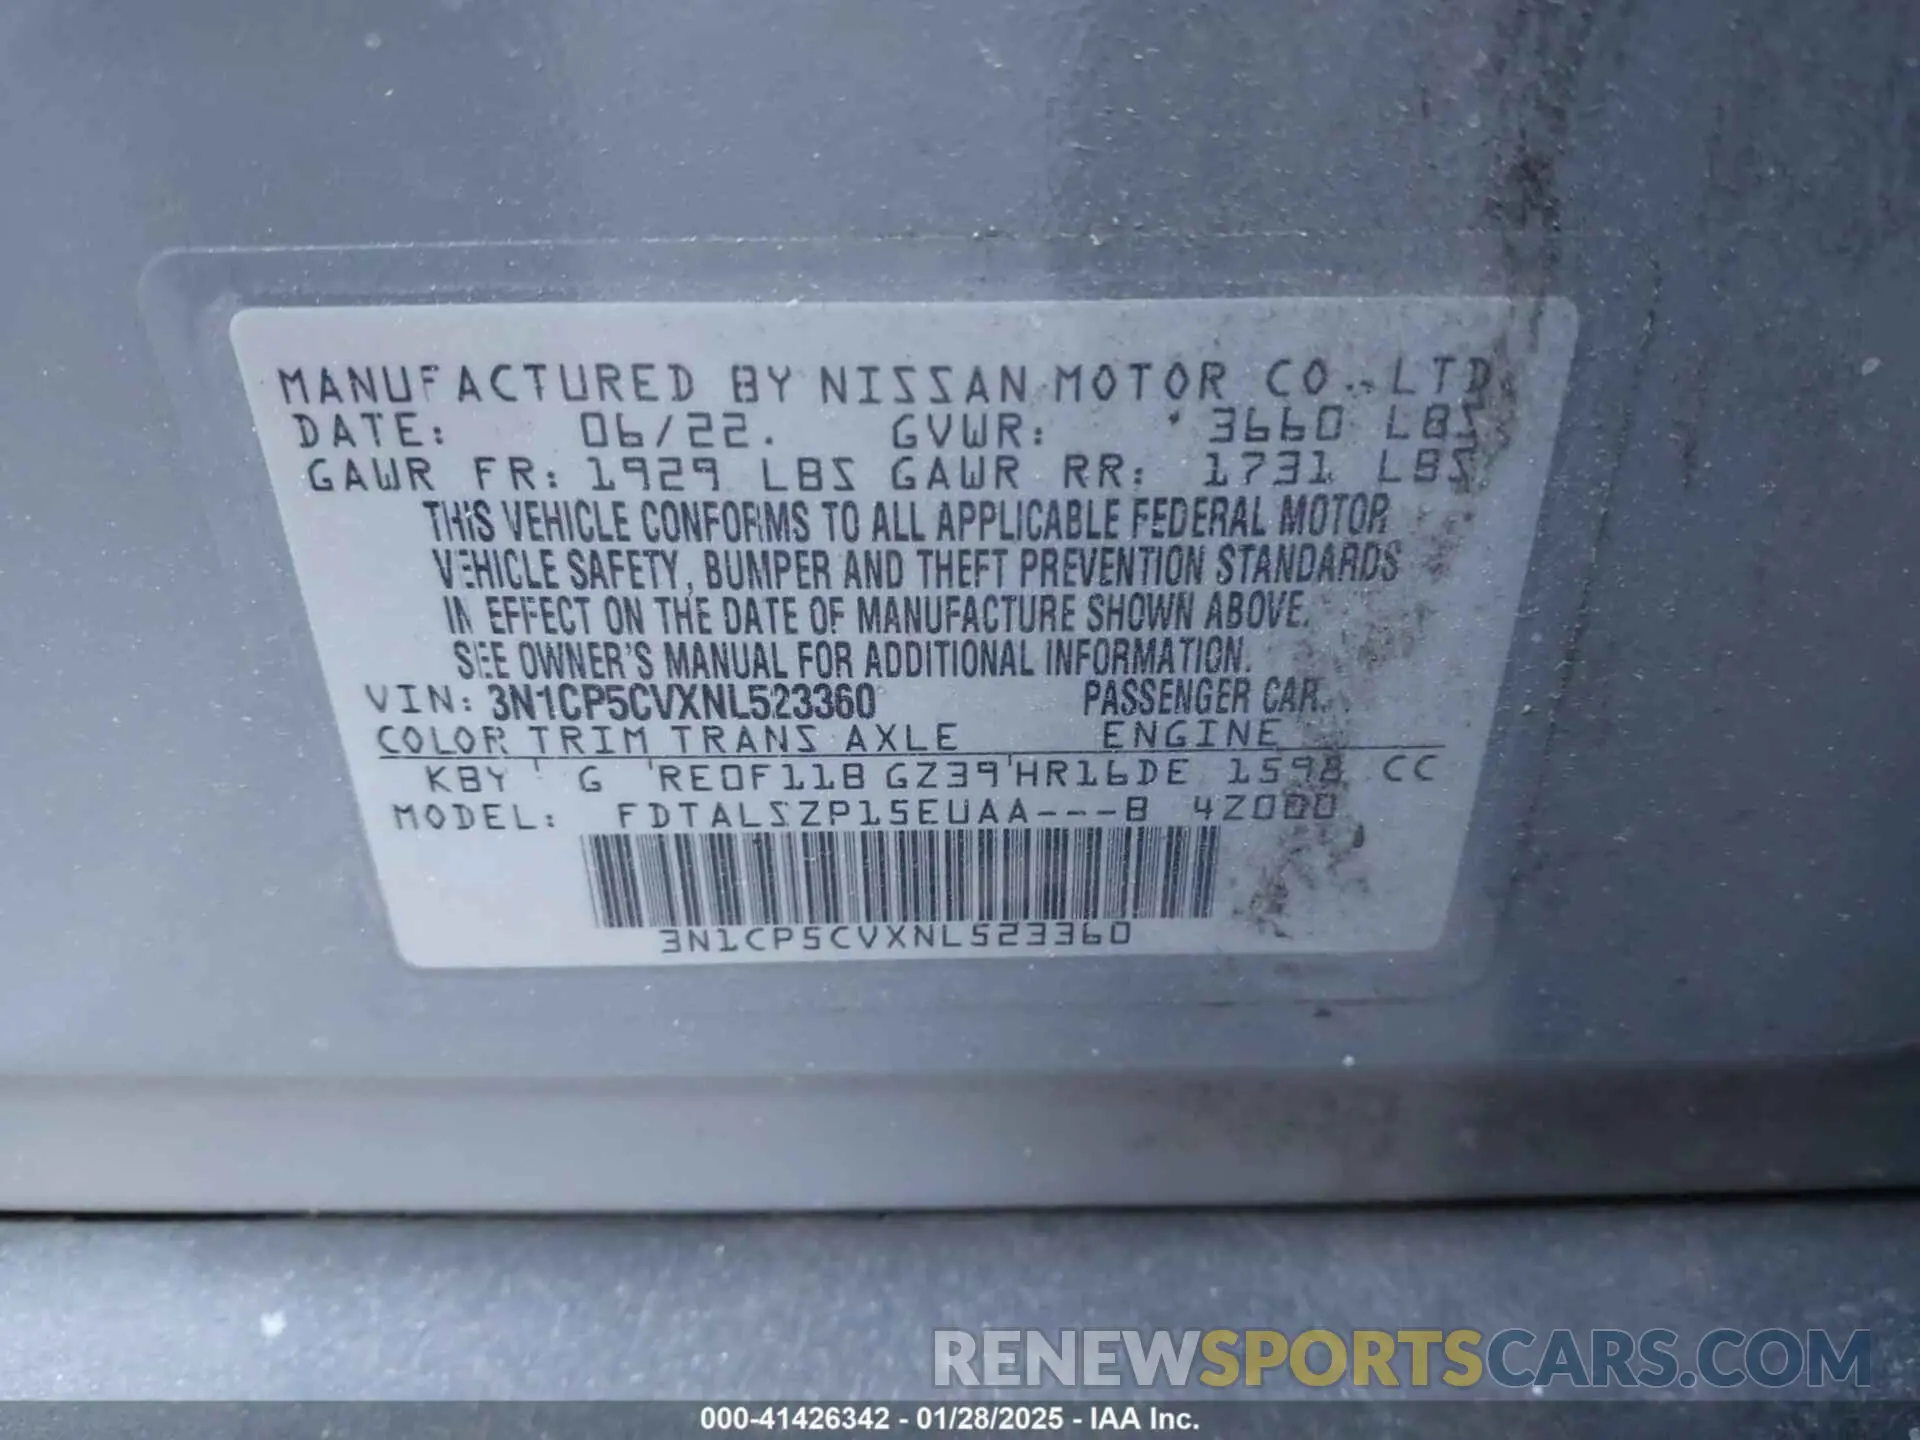 MANUFACTURED BY NISSAN MOTOR CO., LTD.
DATE: 06/22. GVWR: 3660 LBS
GAWR FR: 1929 LBS GAWR RR: 1731 LBS
THIS VEHICLE CONFORMS TO ALL APPLICABLE FEDERAL MOTOR
VEHICLE SAFETY, BUMPER AND THEFT PREVENTION STANDARDS
IN EFFECT ON THE DATE OF MANUFACTURE SHOWN ABOVE.
SEE OWNER'S MANUAL FOR ADDITIONAL INFORMATION.
VIN: 3N1CP5CVXNL523360 PASSENGER CAR.
COLOR TRIM TRANS AXLE ENGINE
KBY G RE0F11B GZ39 HR16DE 1598 CC
MODEL: FDTALSZP15EUAA---B 4Z000
3N1CP5CVXNL523360
RENEWSPORTSCARS.COM
000-41426342 - 01/28/2025 - IAA Inc.